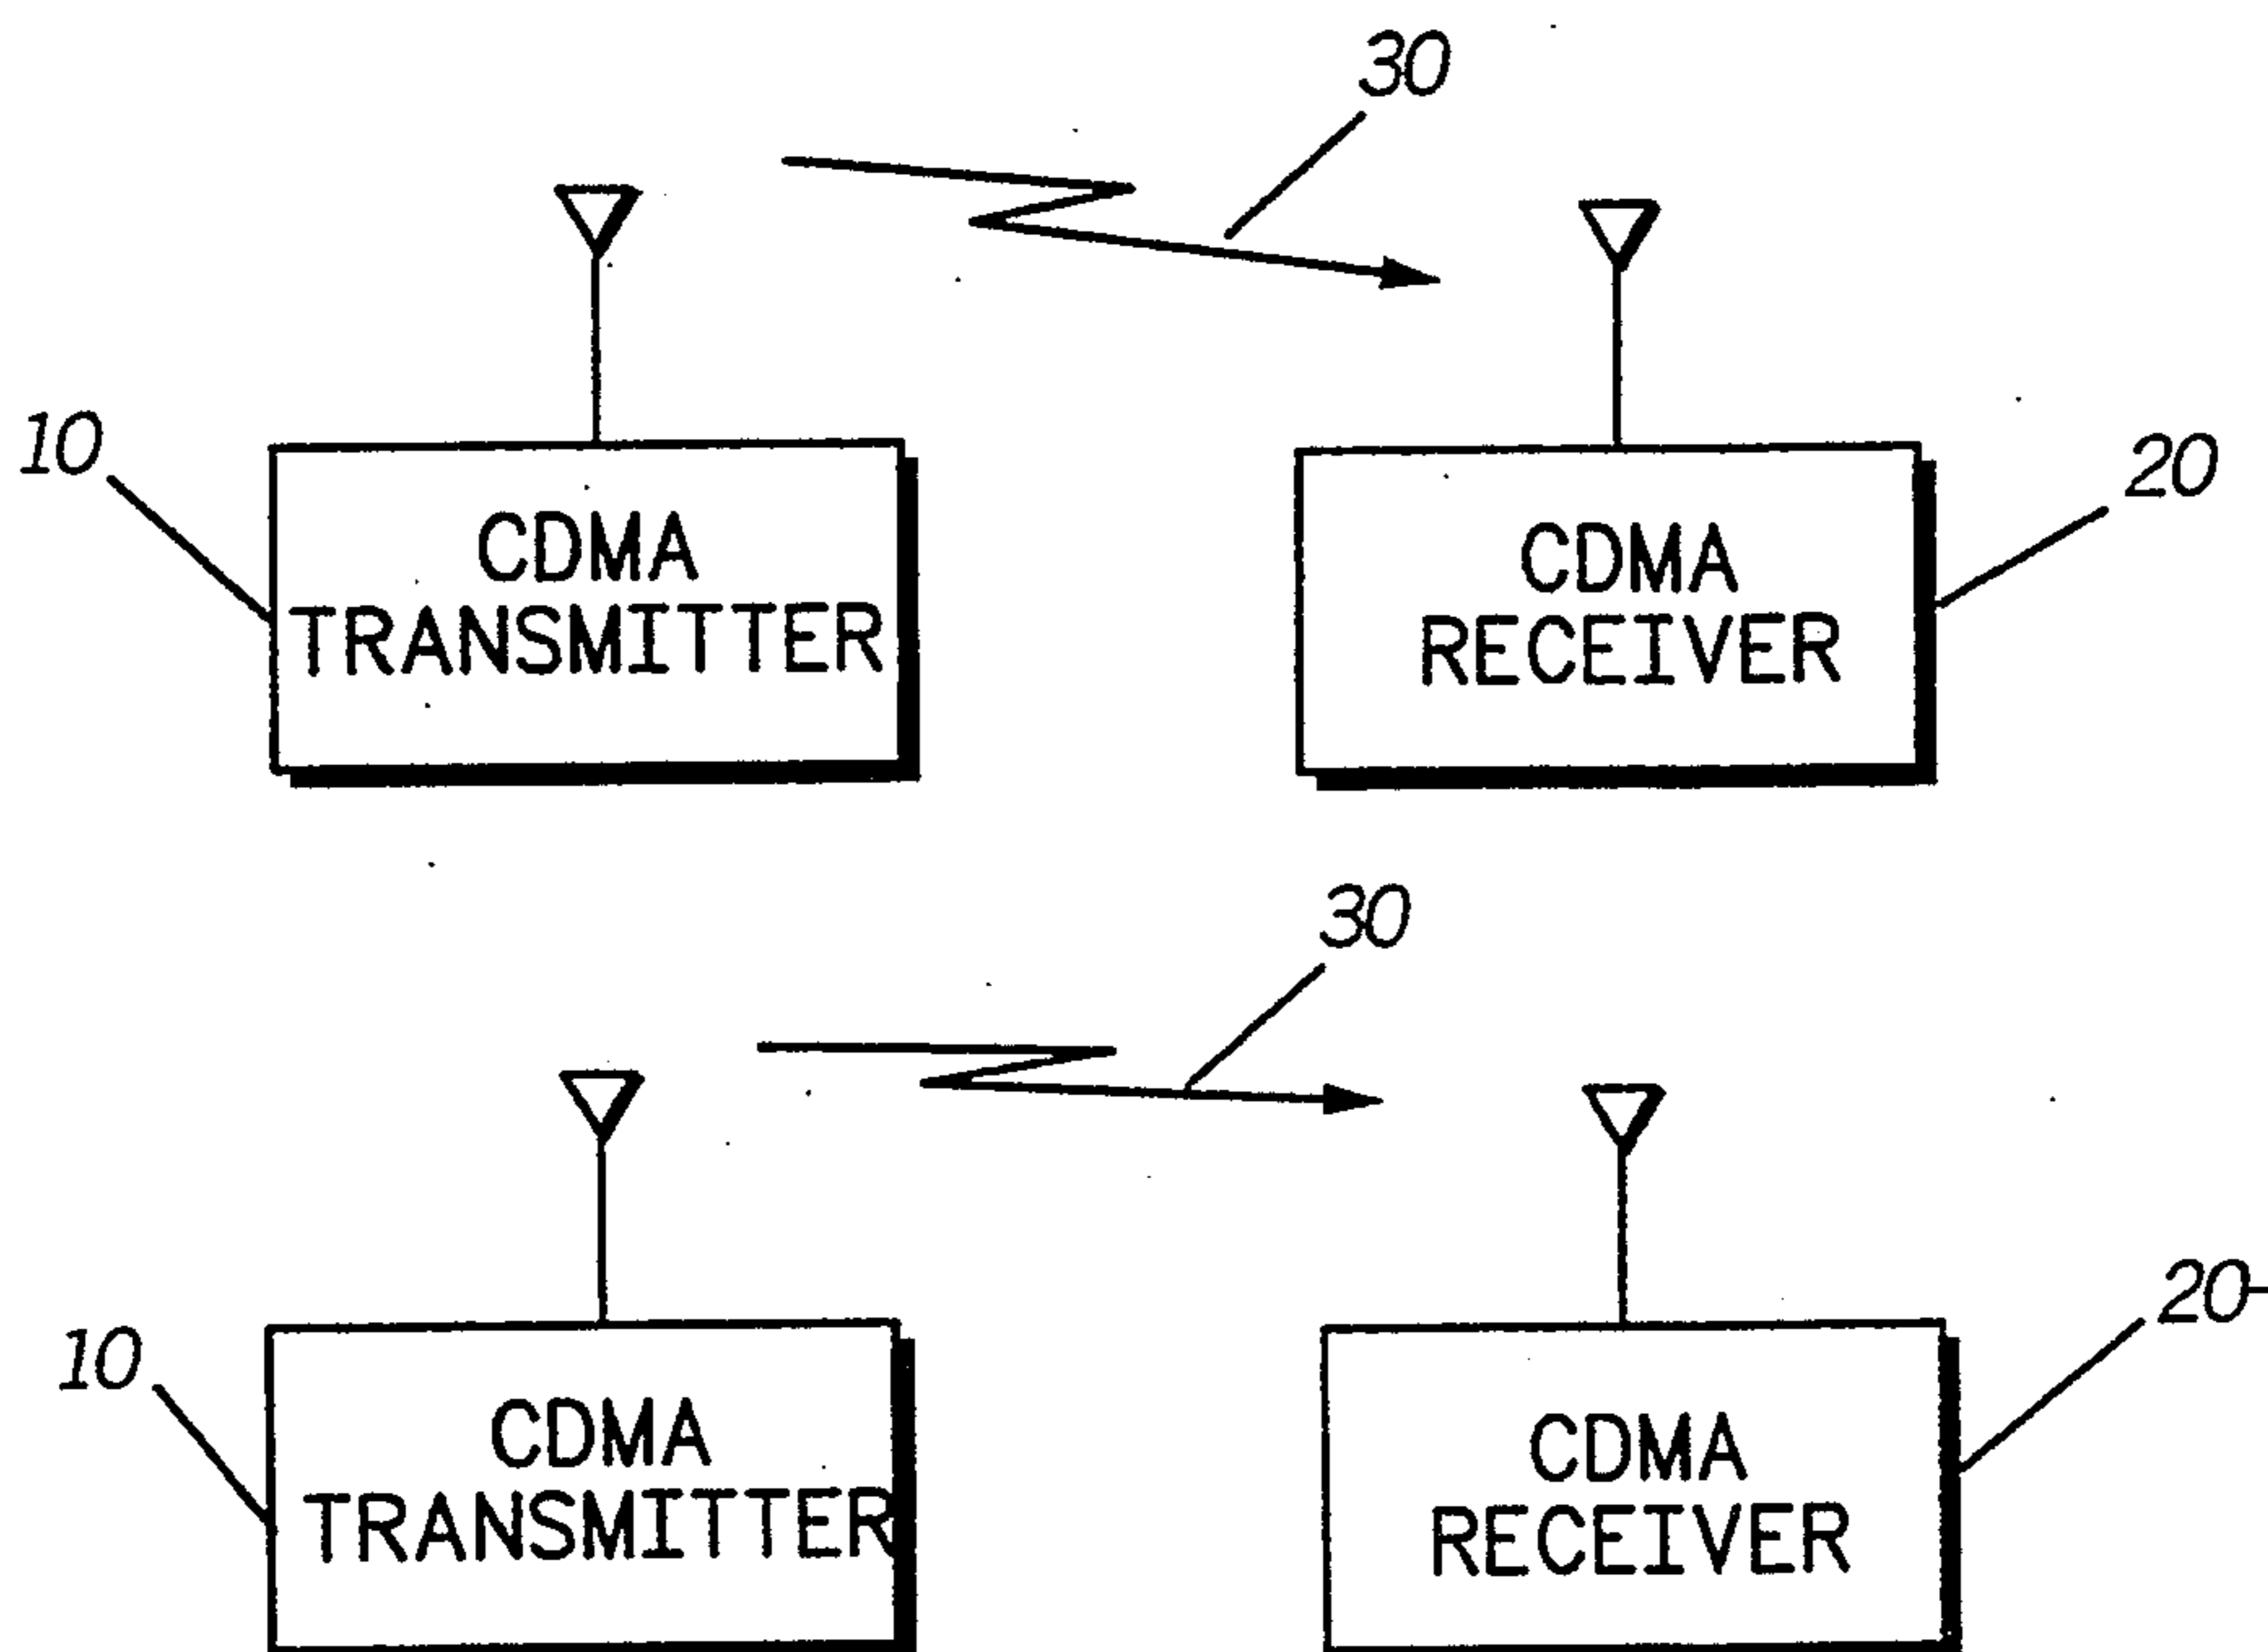 30
10
CDMA
TRANSMITTER
CDMA
RECEIVER
20
30
10
CDMA
TRANSMITTER
CDMA
RECEIVER
20